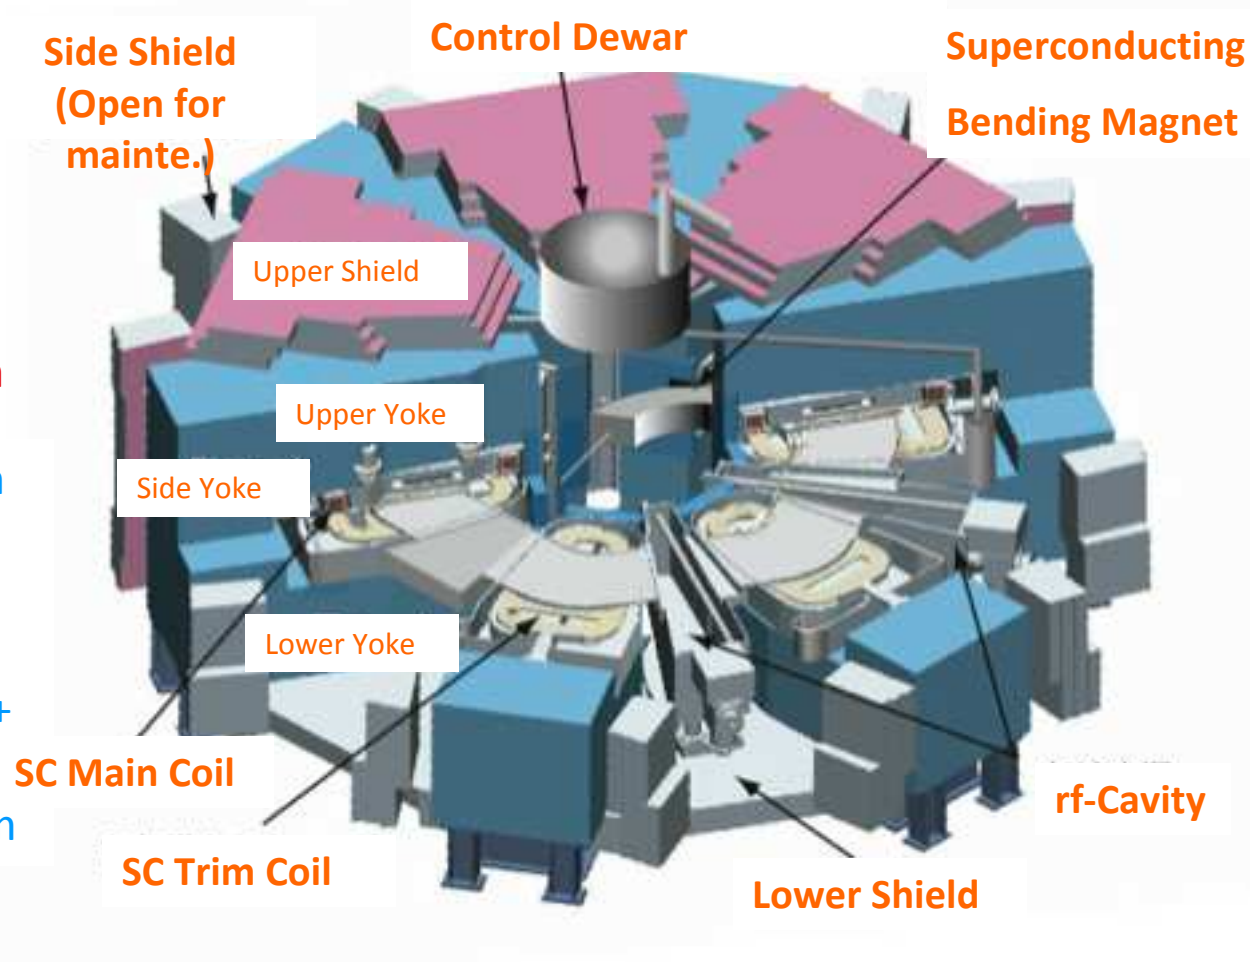 Control Dewar
Side Shield
(Open for
mainte.)
Superconducting
Bending Magnet
Upper Shield
Upper Yoke
Side Yoke
Lower Yoke
+
SC Main Coil
rf-Cavity
SC Trim Coil
Lower Shield